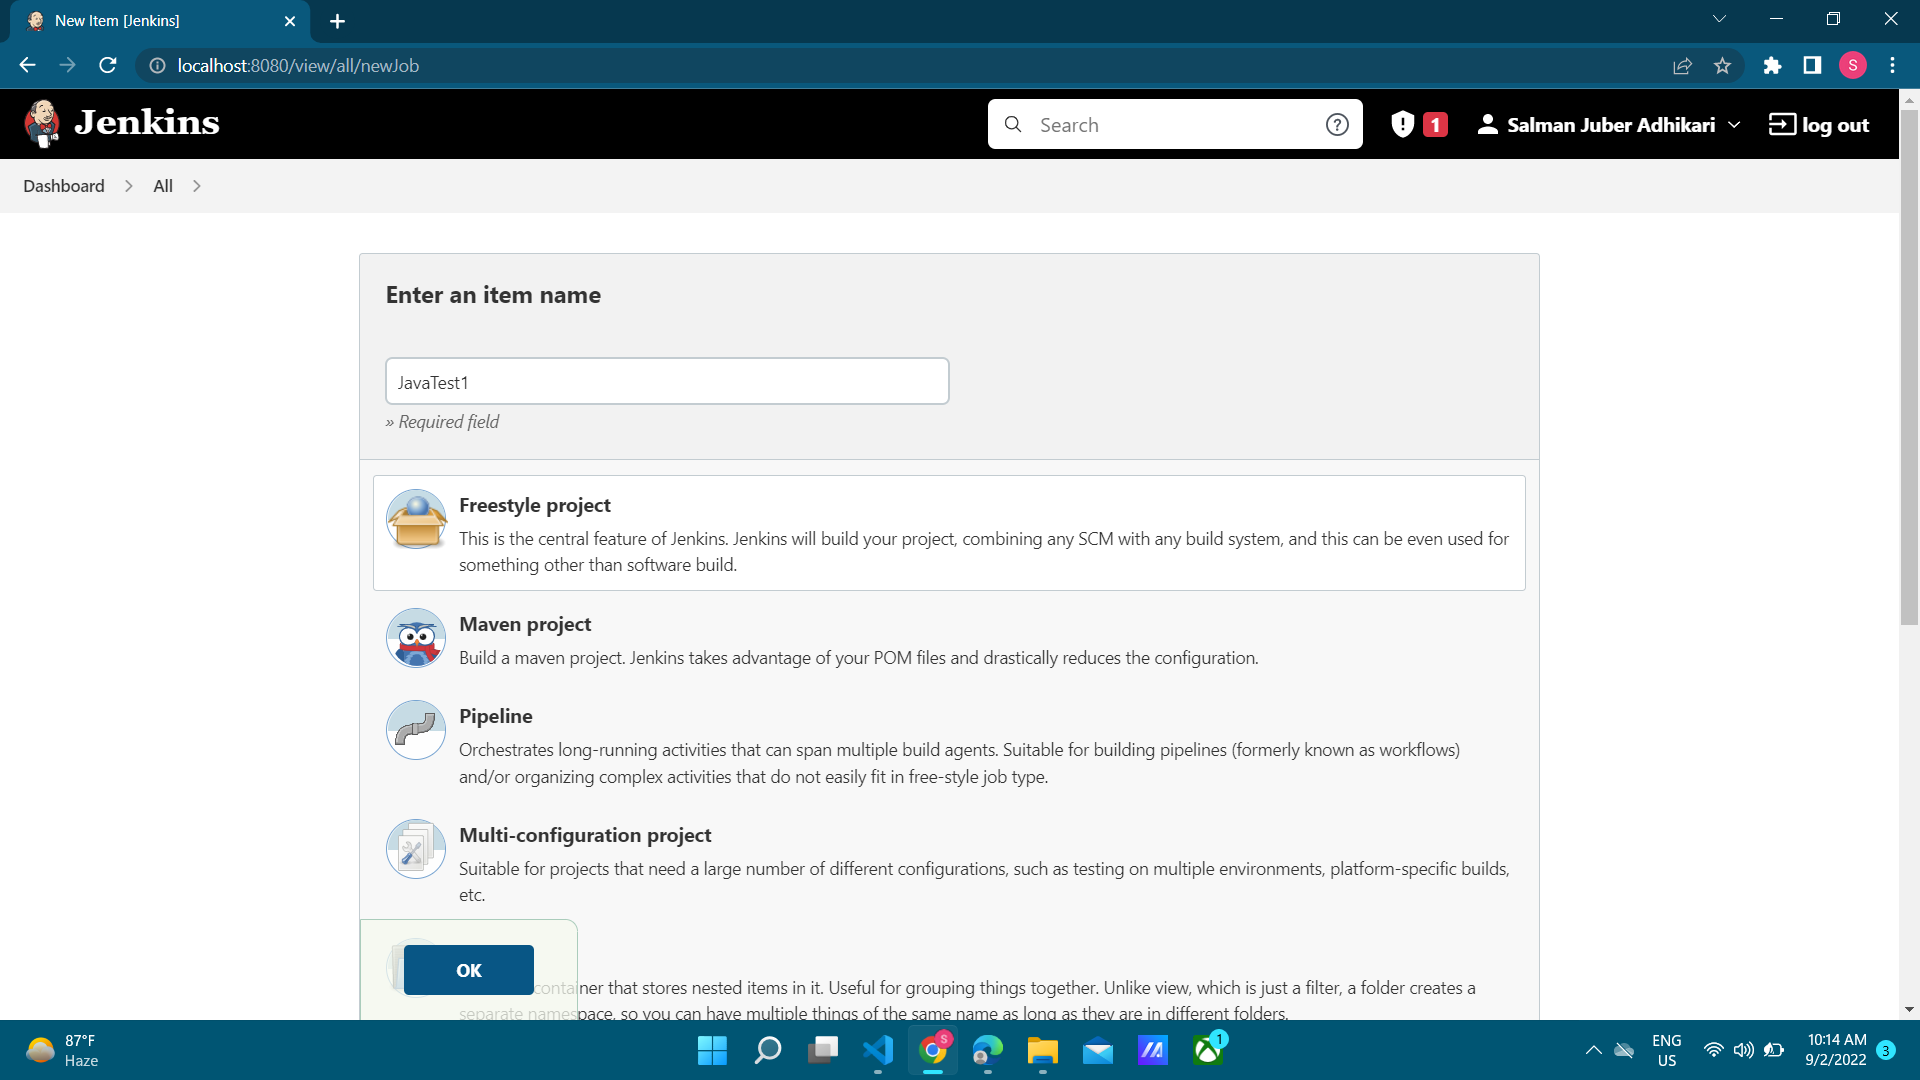 New Item [Jenkins]
localhost:8080/view/all/newJob
S
Jenkins
Search
1
Salman Juber Adhikari
log out
Dashboard
All
Enter an item name
JavaTest1
» Required field
Freestyle project
This is the central feature of Jenkins. Jenkins will build your project, combining any SCM with any build system, and this can be even used for
something other than software build.
Maven project
Build a maven project. Jenkins takes advantage of your POM files and drastically reduces the configuration.
Pipeline
Orchestrates long-running activities that can span multiple build agents. Suitable for building pipelines (formerly known as workflows)
and/or organizing complex activities that do not easily fit in free-style job type.
Multi-configuration project
Suitable for projects that need a large number of different configurations, such as testing on multiple environments, platform-specific builds,
etc.
OK
container that stores nested items in it. Useful for grouping things together. Unlike view, which is just a filter, a folder creates a
separate namespace, so you can have multiple things of the same name as long as they are in different folders.
87°F
Haze
S
1
ENG
US
10:14 AM
9/2/2022
3